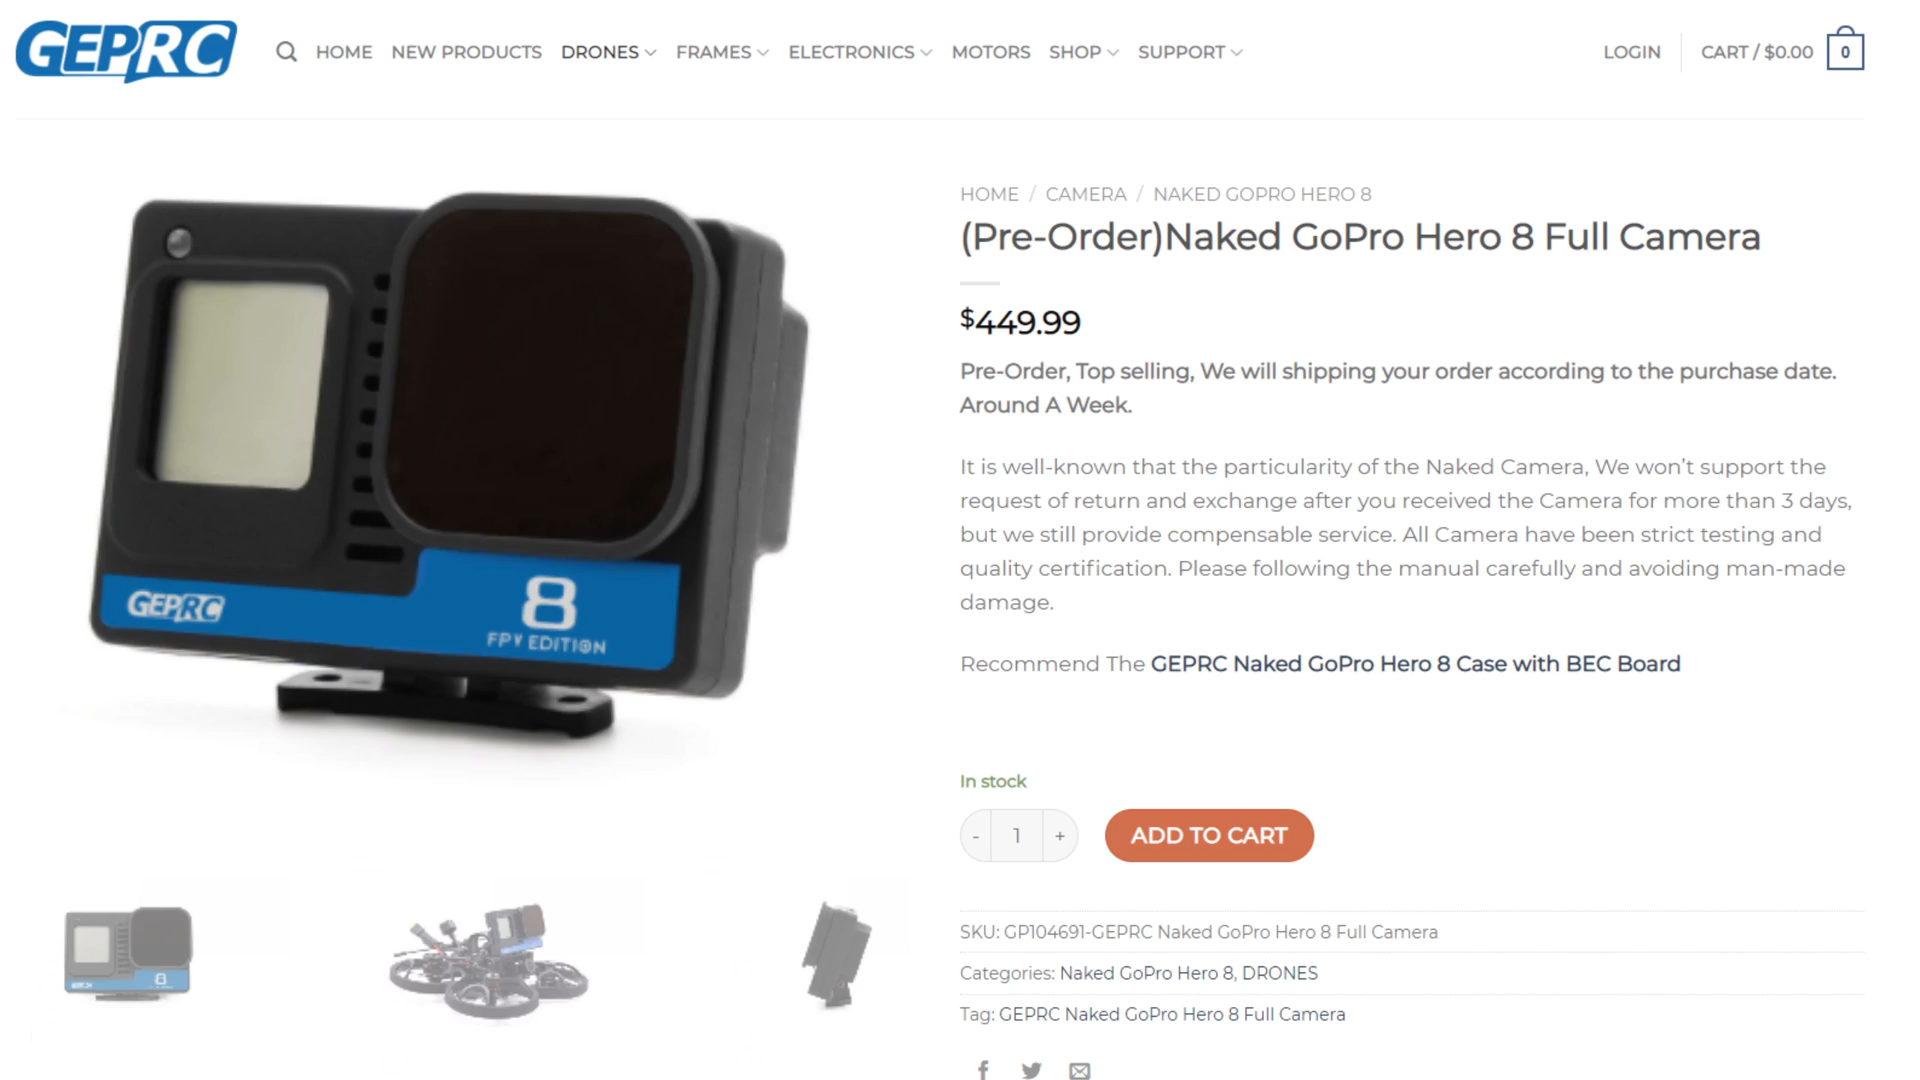 GEPRC
HOME
NEW PRODUCTS
DRONES
FRAMES
ELECTRONICS
MOTORS
SHOP
SUPPORT
LOGIN
CART / $0.00
0
HOME / CAMERA / NAKED GOPRO HERO 8
(Pre-Order)Naked GoPro Hero 8 Full Camera
$449.99
Pre-Order, Top selling, We will shipping your order according to the purchase date.
Around A Week.
It is well-known that the particularity of the Naked Camera, We won’t support the
request of return and exchange after you received the Camera for more than 3 days,
but we still provide compensable service. All Camera have been strict testing and
quality certification. Please following the manual carefully and avoiding man-made
damage.
Recommend The GEPRC Naked GoPro Hero 8 Case with BEC Board
In stock
- 1 +
ADD TO CART
SKU: GP104691-GEPRC Naked GoPro Hero 8 Full Camera
Categories: Naked GoPro Hero 8, DRONES
Tag: GEPRC Naked GoPro Hero 8 Full Camera
GEPRC
8
FPV EDITION
8